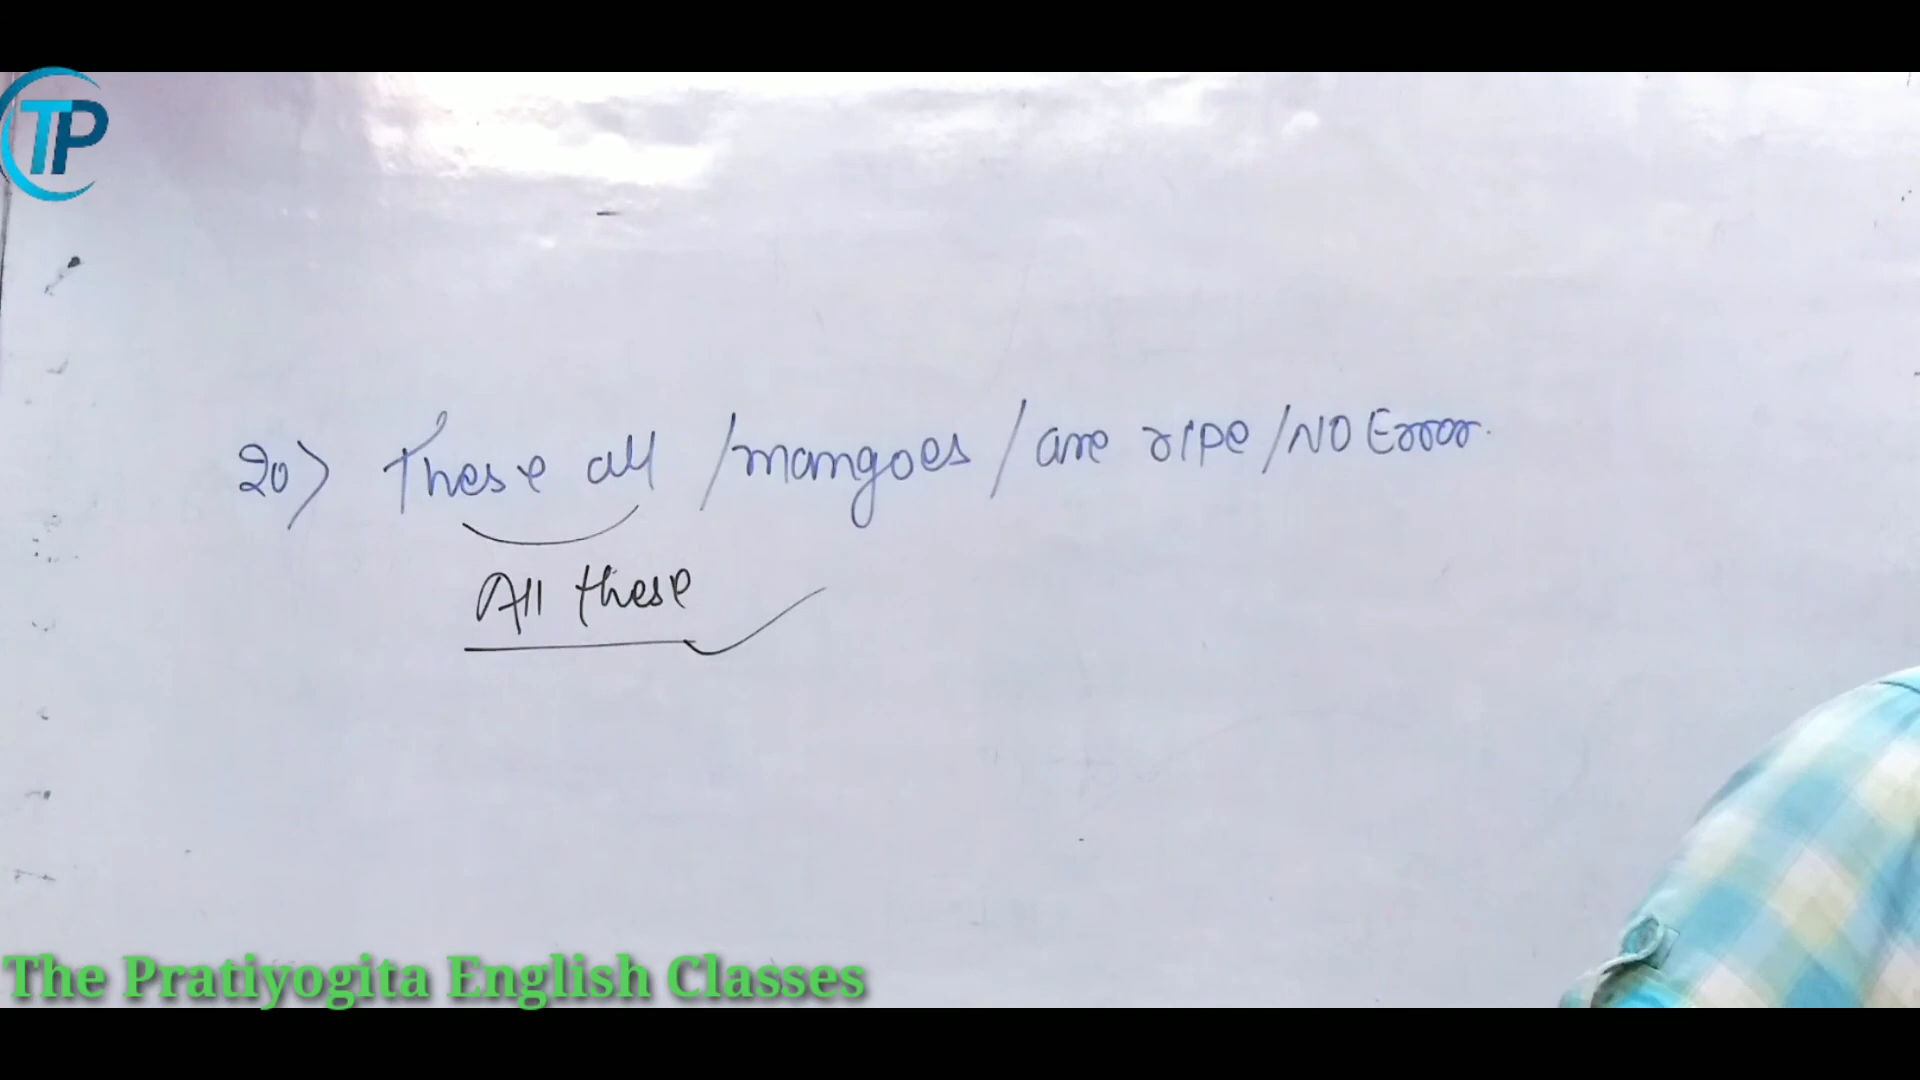 TP
20) These all / mangoes / are ripe / NO Error.
All these
The Pratiyogita English Classes